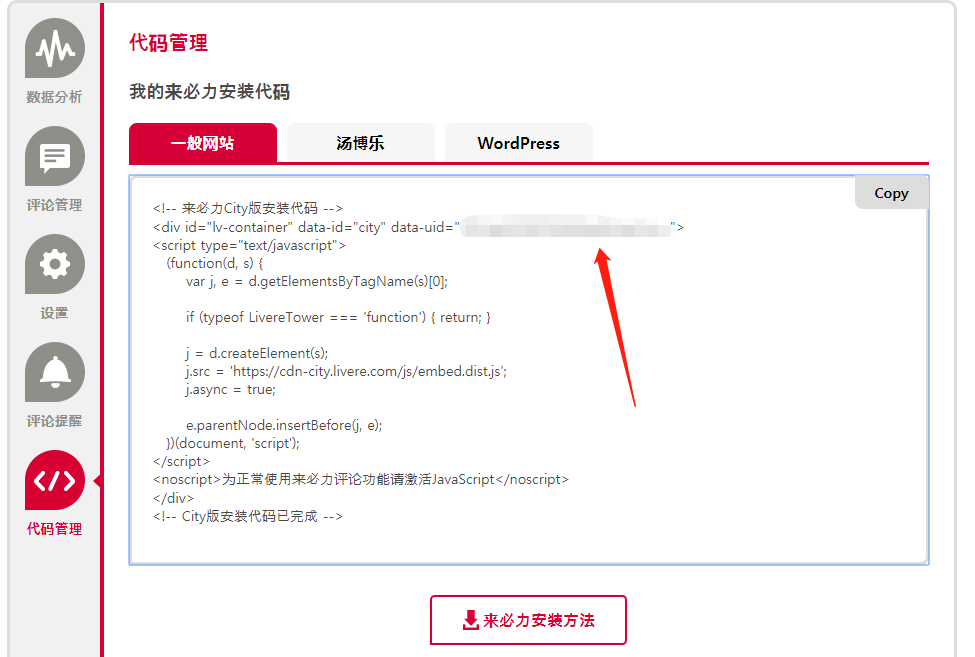 数据分析
评论管理
设置
评论提醒
代码管理
代码管理
我的来必力安装代码
一般网站
汤博乐
WordPress
Copy
<!-- 来必力City版安装代码 -->
<div id="lv-container" data-id="city" data-uid="">
<script type="text/javascript">
(function(d, s) {
var j, e = d.getElementsByTagName(s)[0];
if (typeof LivereTower === 'function') { return; }
j = d.createElement(s);
j.src = 'https://cdn-city.livere.com/js/embed.dist.js';
j.async = true;
e.parentNode.insertBefore(j, e);
})(document, 'script');
</script>
<noscript>为正常使用来必力评论功能请激活JavaScript</noscript>
</div>
<!-- City版安装代码已完成 -->
来必力安装方法